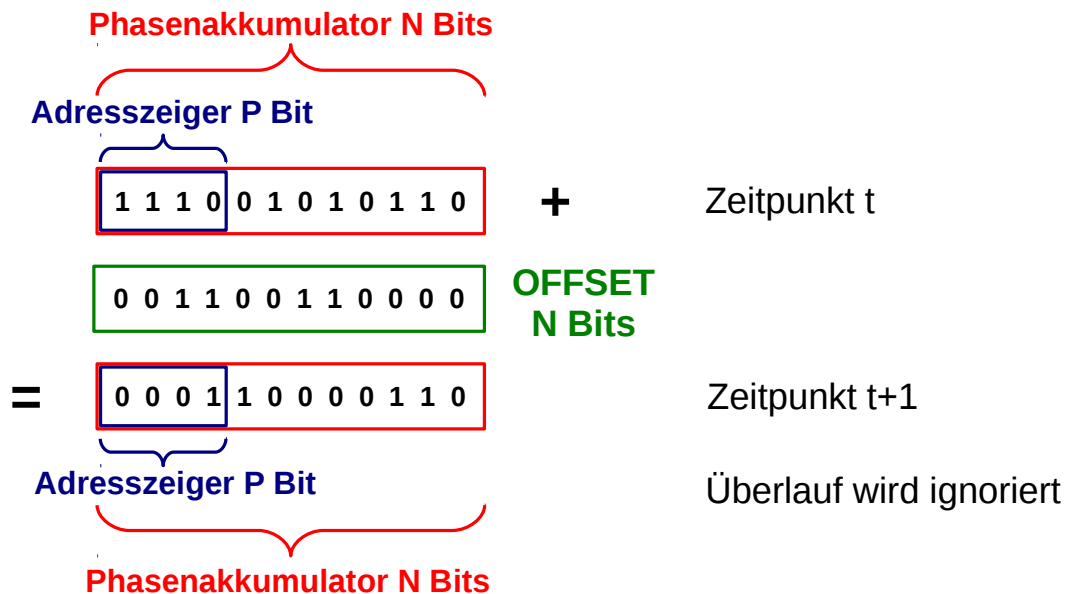 Phasenakkumulator N Bits
Adresszeiger P Bit
1 1 1 0 0 1 0 1 0 1 1 0 + Zeitpunkt t
0 0 1 1 0 0 1 1 0 0 0 0 OFFSET
N Bits
= 0 0 0 1 1 0 0 0 0 1 1 0 Zeitpunkt t+1
Adresszeiger P Bit
Überlauf wird ignoriert
Phasenakkumulator N Bits